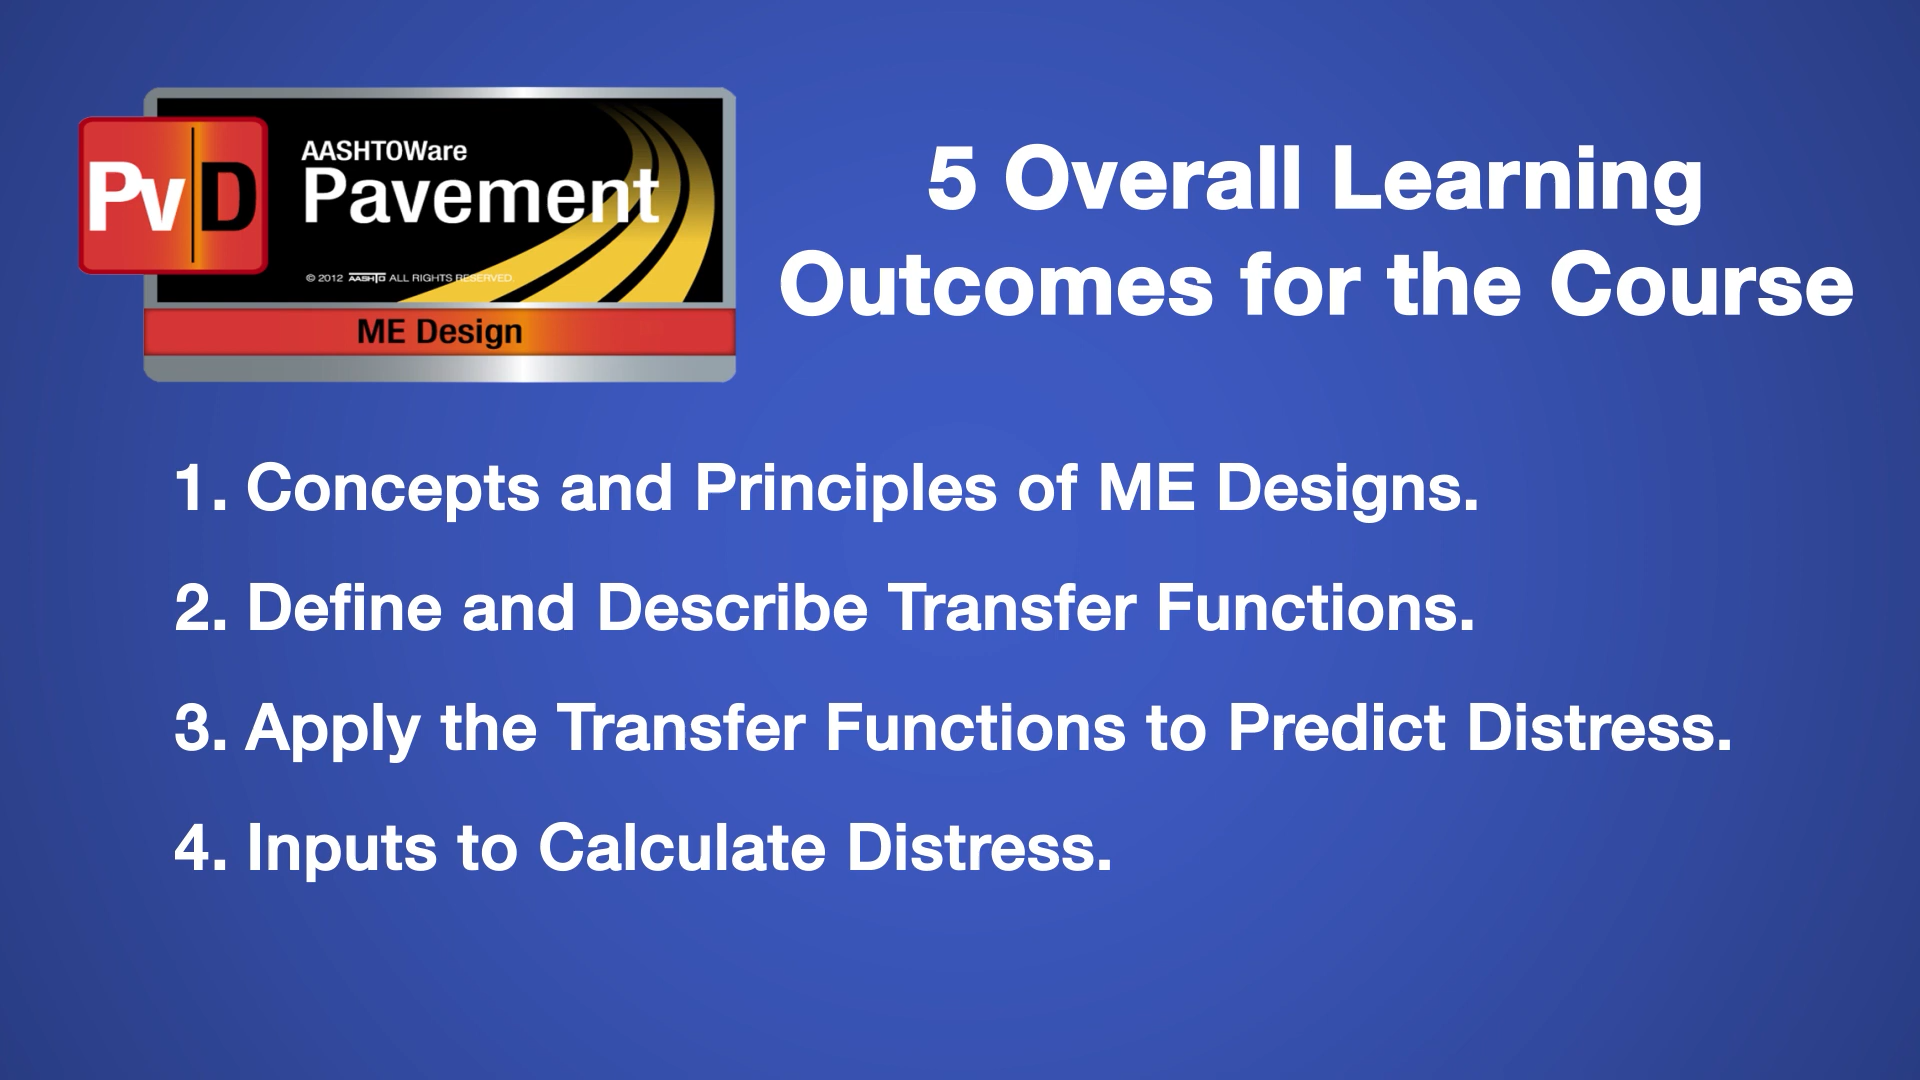 PvD
AASHTOWare
Pavement
© 2012 AASHTO ALL RIGHTS RESERVED.
ME Design
5 Overall Learning
Outcomes for the Course
1. Concepts and Principles of ME Designs.
2. Define and Describe Transfer Functions.
3. Apply the Transfer Functions to Predict Distress.
4. Inputs to Calculate Distress.